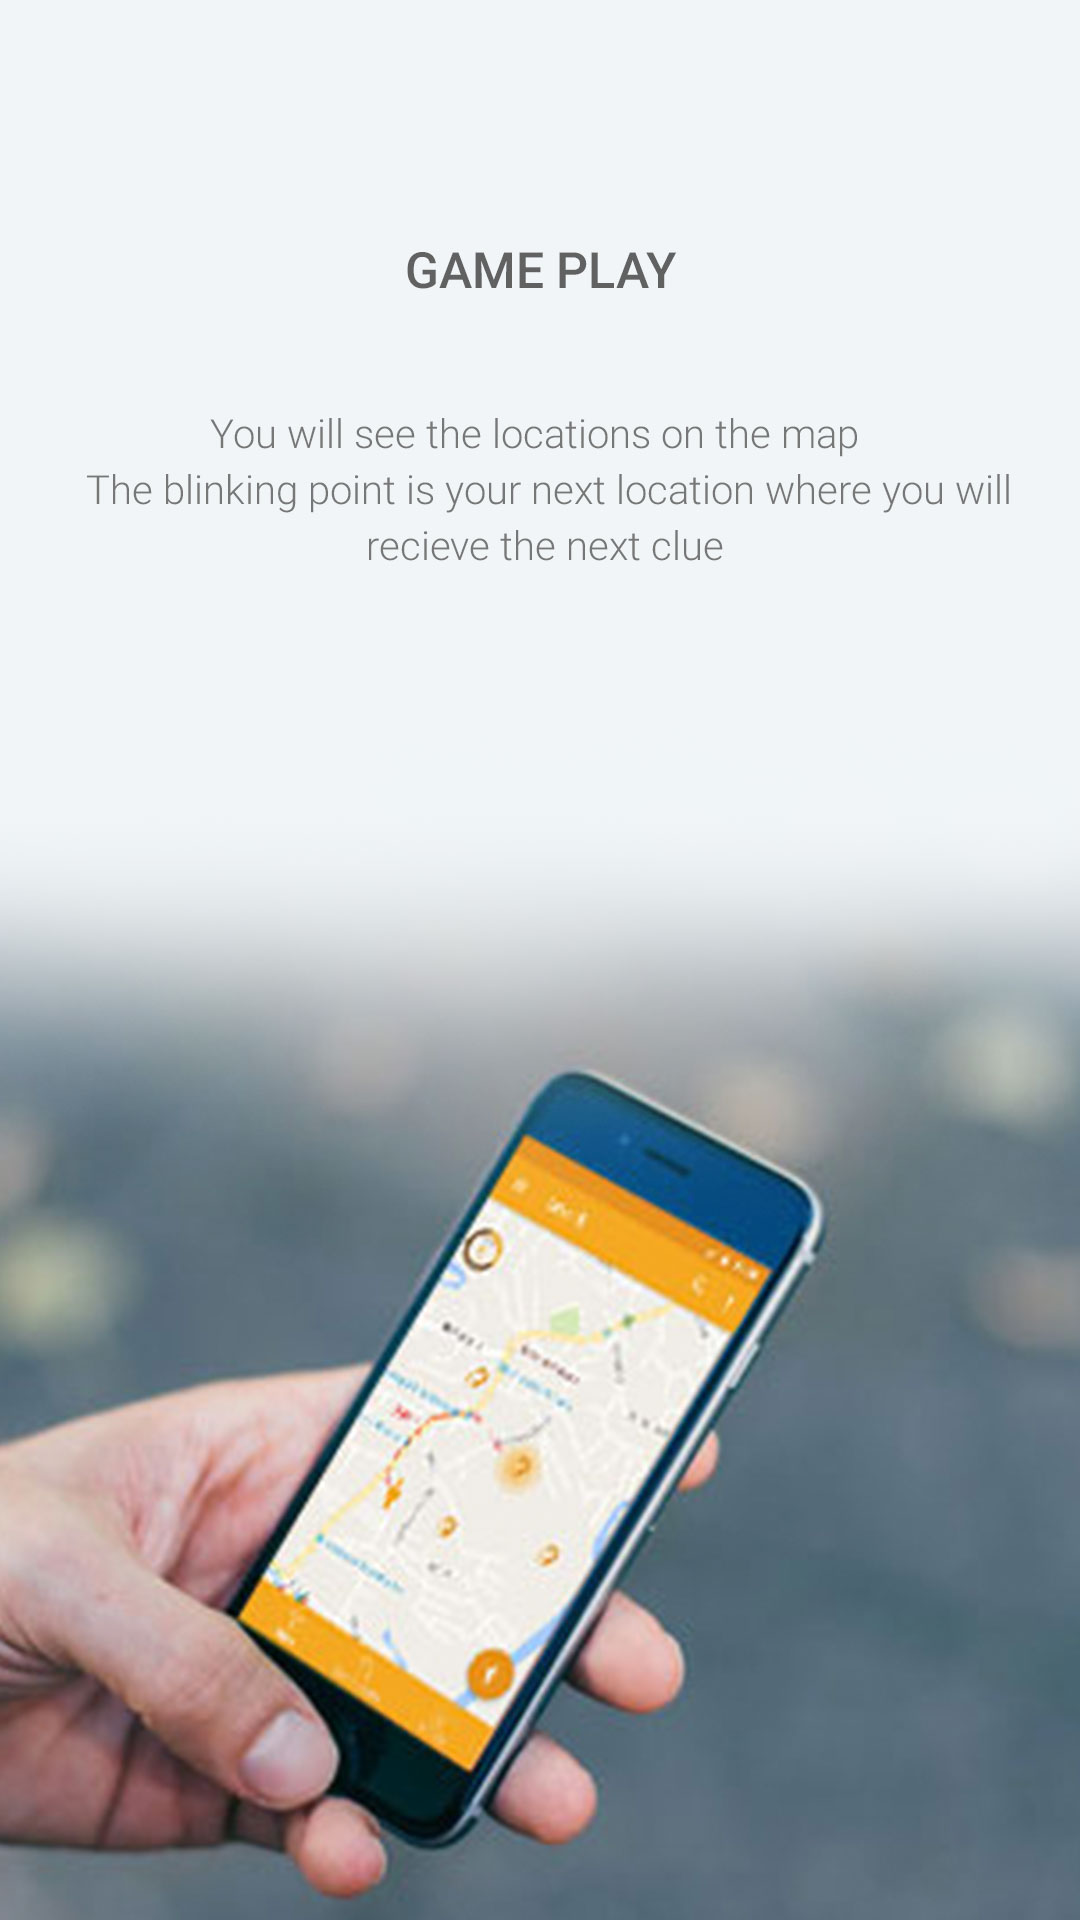 GAME PLAY
You will see the locations on the map
The blinking point is your next location where you will
recieve the next clue